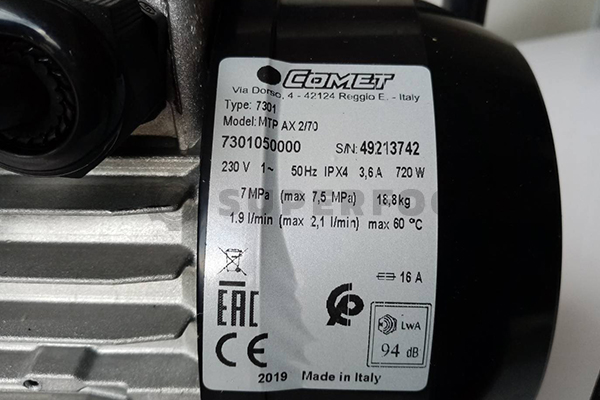 COMET
Via Dorso, 4 - 42124 Reggio E. - Italy
Type: 7301
Model: MTP AX 2/70
7301050000 S/N: 49213742
230 V 1~ 50Hz IPX4 3,6 A 720 W
7 MPa (max 7,5 MPa) 18,8kg
SUPERFOG
1.9 l/min (max 2,1 l/min) max 60 °C
16 A
EAC
CE
LWA
94 dB
2019 Made in Italy